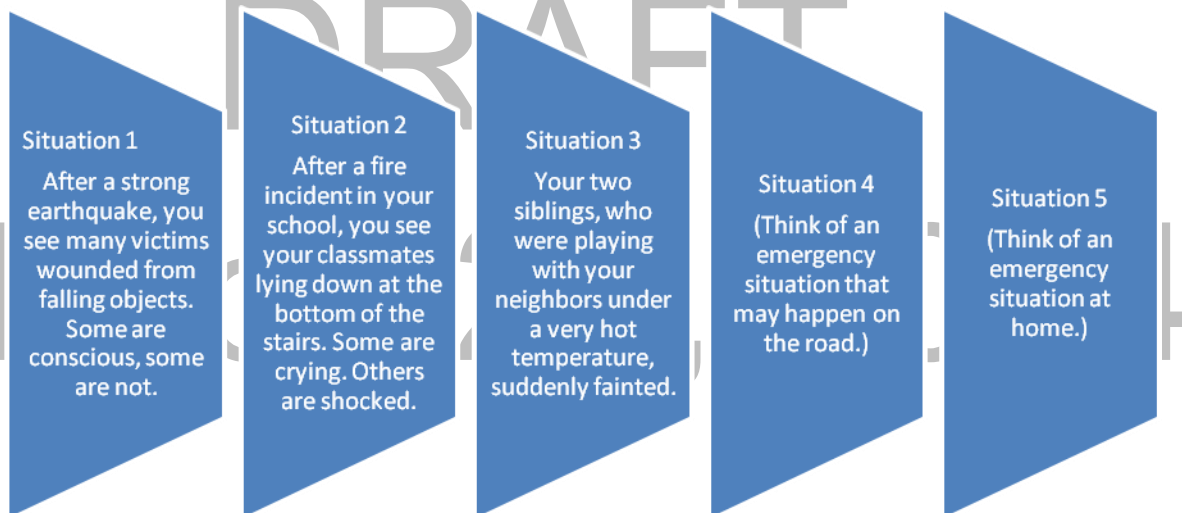 DRAFT
Situation 1
After a strong
earthquake, you
see many victims
wounded from
falling objects.
Some are
conscious, some
are not.
Situation 2
After a fire
incident in your
school, you see
your classmates
lying down at the
bottom of the
stairs. Some are
crying. Others
are shocked.
Situation 3
Your two
siblings, who
were playing
with your
neighbors under
a very hot
temperature,
suddenly fainted.
Situation 4
(Think of an
emergency
situation that
may happen on
the road.)
Situation 5
(Think of an
emergency
situation at
home.)